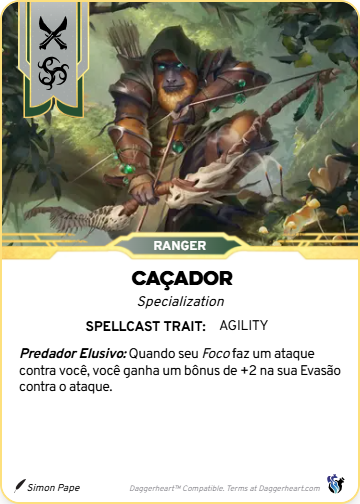 RANGER
CAÇADOR
Specialization
SPELLCAST TRAIT: AGILITY
Predador Elusivo: Quando seu Foco faz um ataque
contra você, você ganha um bônus de +2 na sua Evasão
contra o ataque.
Simon Pape
Daggerheart™ Compatible. Terms at Daggerheart.com